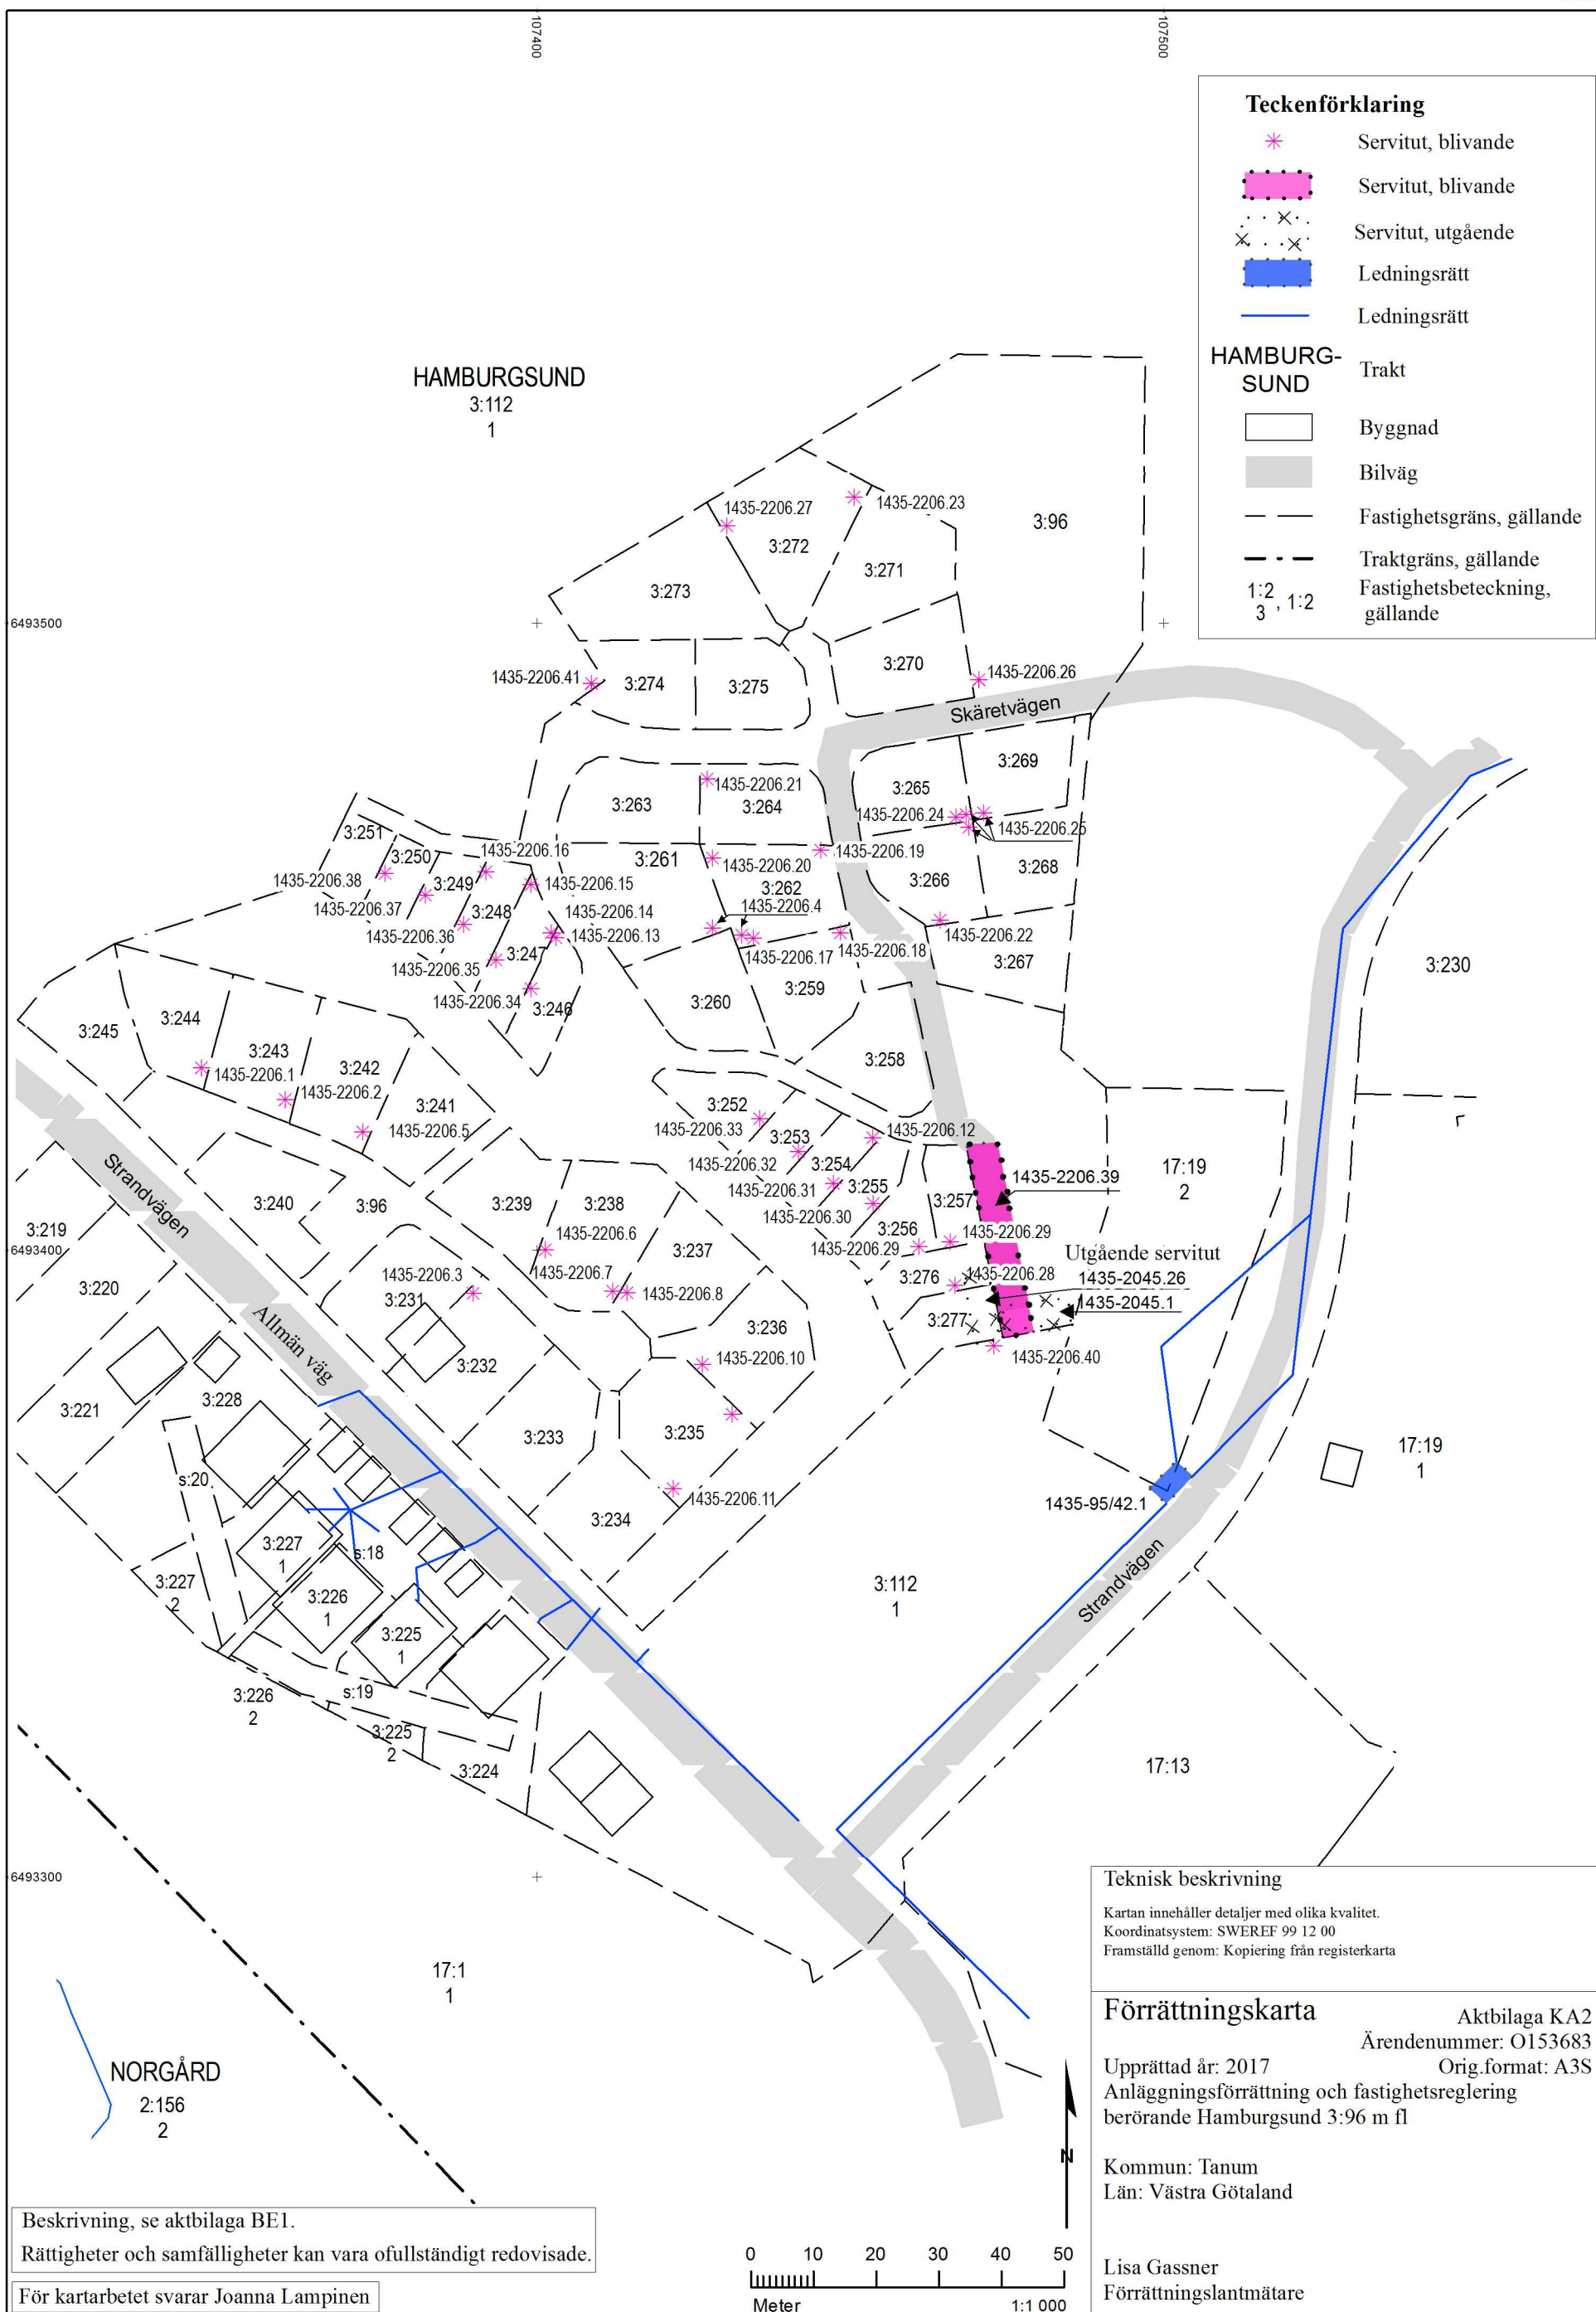 107400
107500
Teckenförklaring
Servitut, blivande
Servitut, blivande
Servitut, utgående
Ledningsrätt
Ledningsrätt
HAMBURG-
SUND
Trakt
Byggnad
Bilväg
Fastighetsgräns, gällande
Traktgräns, gällande
1:2
3 , 1:2
Fastighetsbeteckning,
gällande
HAMBURGSUND
3:112
1
1435-2206.27
1435-2206.23
3:96
3:272
3:271
3:273
6493500
3:270
1435-2206.41
3:274
3:275
1435-2206.26
Skäretvägen
3:269
1435-2206.21
3:265
3:263
3:264
1435-2206.24
1435-2206.25
3:251
3:250
1435-2206.16
3:261
1435-2206.20
1435-2206.19
3:268
1435-2206.38
3:249
1435-2206.15
3:262
3:266
1435-2206.37
1435-2206.4
3:248
1435-2206.14
1435-2206.36
1435-2206.13
1435-2206.22
1435-2206.18
3:247
1435-2206.17
3:267
1435-2206.35
3:230
1435-2206.34
3:246
3:260
3:259
3:244
3:245
3:243
3:242
3:258
1435-2206.1
1435-2206.2
3:241
3:252
1435-2206.5
1435-2206.33
3:253
1435-2206.12
1435-2206.32
3:254
17:19
2
1435-2206.39
1435-2206.31
3:255
3:257
Strandvägen
3:240
3:96
3:239
3:238
1435-2206.30
3:256
3:219
1435-2206.6
3:237
1435-2206.29
1435-2206.29
Utgående servitut
6493400
1435-2206.7
1435-2206.3
3:276
1435-2206.28
1435-2045.26
3:220
3:231
1435-2206.8
1435-2045.1
Allmän väg
3:236
3:277
1435-2206.40
3:232
1435-2206.10
3:228
3:221
3:233
3:235
17:19
1
s:20
1435-2206.11
1435-95/42.1
3:234
3:227
1
s:18
3:227
2
3:226
1
3:112
1
Strandvägen
3:225
1
s:19
3:226
2
3:225
2
3:224
17:13
6493300
Teknisk beskrivning
Kartan innehåller detaljer med olika kvalitet.
Koordinatsystem: SWEREF 99 12 00
Framställd genom: Kopiering från registerkarta
17:1
1
Förrättningskarta
Aktbilaga KA2
Ärendenummer: O153683
Upprättad år: 2017
Orig.format: A3S
Anläggningsförrättning och fastighetsreglering
berörande Hamburgsund 3:96 m fl
NORGÅRD
2:156
2
N
Kommun: Tanum
Län: Västra Götaland
Beskrivning, se aktbilaga BE1.
Rättigheter och samfälligheter kan vara ofullständigt redovisade.
0 10 20 30 40 50
Meter
1:1 000
Lisa Gassner
Förrättningslantmätare
För kartarbetet svarar Joanna Lampinen